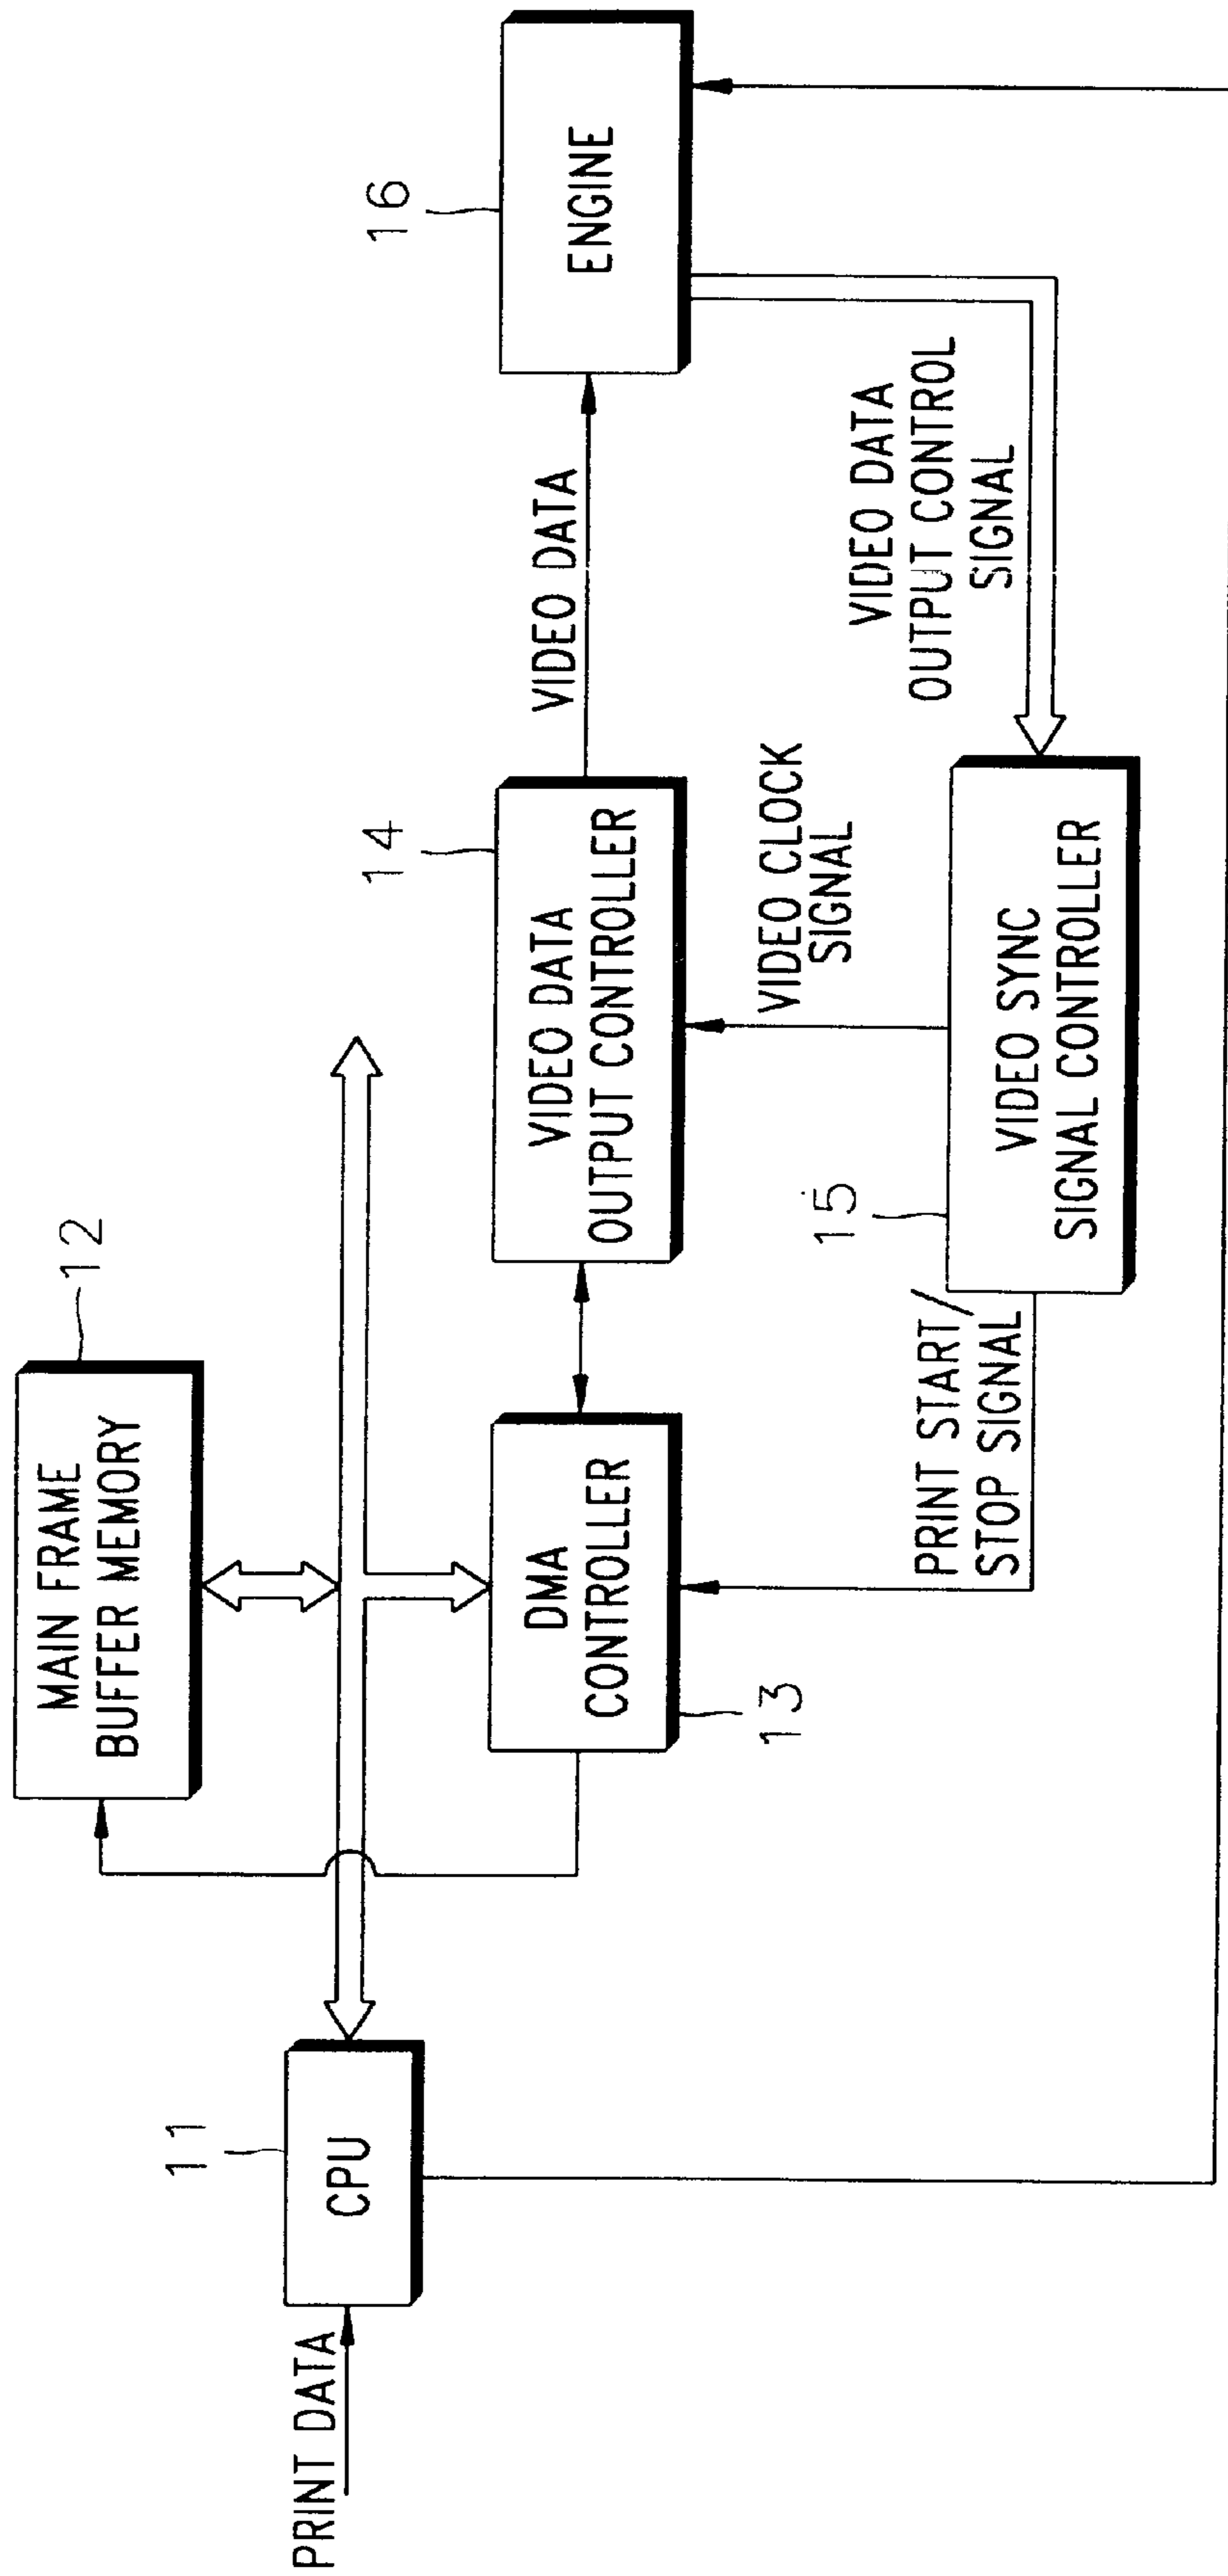 PRINT DATA
11
CPU
12
MAIN FRAME
BUFFER MEMORY
13
DMA
CONTROLLER
14
VIDEO DATA
OUTPUT CONTROLLER
VIDEO DATA
16
ENGINE
PRINT START/
STOP SIGNAL
VIDEO CLOCK
SIGNAL
15
VIDEO SYNC
SIGNAL CONTROLLER
VIDEO DATA
OUTPUT CONTROL
SIGNAL